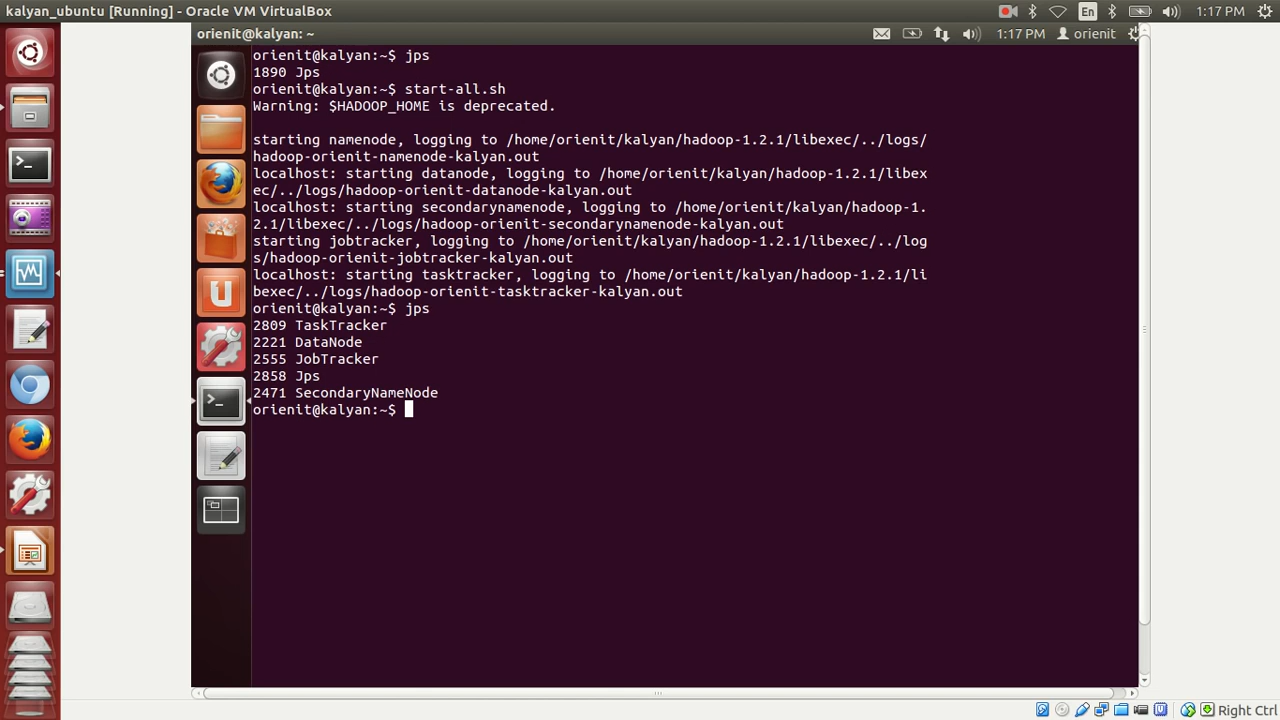 kalyan_ubuntu [Running] - Oracle VM VirtualBox
En
1:17 PM
orienit@kalyan: ~
1:17 PM
orienit
orienit@kalyan:~$ jps
1890 Jps
orienit@kalyan:~$ start-all.sh
Warning: $HADOOP_HOME is deprecated.
starting namenode, logging to /home/orienit/kalyan/hadoop-1.2.1/libexec/../logs/
hadoop-orienit-namenode-kalyan.out
localhost: starting datanode, logging to /home/orienit/kalyan/hadoop-1.2.1/libex
ec/../logs/hadoop-orienit-datanode-kalyan.out
localhost: starting secondarynamenode, logging to /home/orienit/kalyan/hadoop-1.
2.1/libexec/../logs/hadoop-orienit-secondarynamenode-kalyan.out
starting jobtracker, logging to /home/orienit/kalyan/hadoop-1.2.1/libexec/../log
s/hadoop-orienit-jobtracker-kalyan.out
localhost: starting tasktracker, logging to /home/orienit/kalyan/hadoop-1.2.1/li
bexec/../logs/hadoop-orienit-tasktracker-kalyan.out
orienit@kalyan:~$ jps
2809 TaskTracker
2221 DataNode
2555 JobTracker
2858 Jps
2471 SecondaryNameNode
orienit@kalyan:~$
Right Ctrl